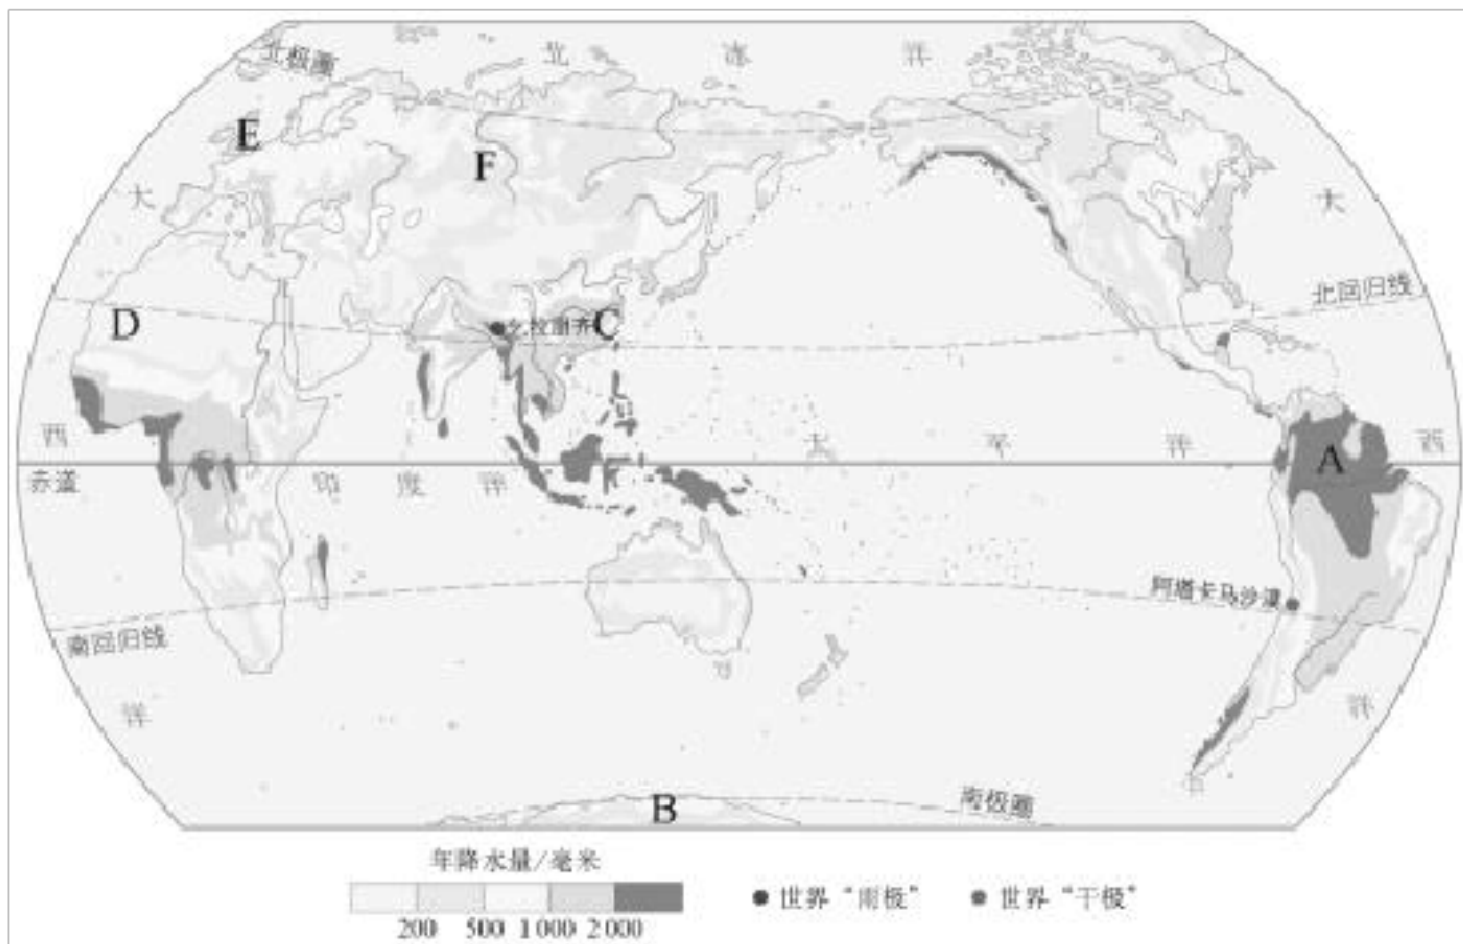 北极圈
北 冰 洋
E
F
大
大
北回归线
D
乞拉朋齐
C
西
太 平 洋
西
A
赤道
印 度 洋
阿塔卡马沙漠
南回归线
洋
洋
B
南极圈
年降水量/毫米
200 500 1 000 2 000
世界“雨极” 世界“干极”